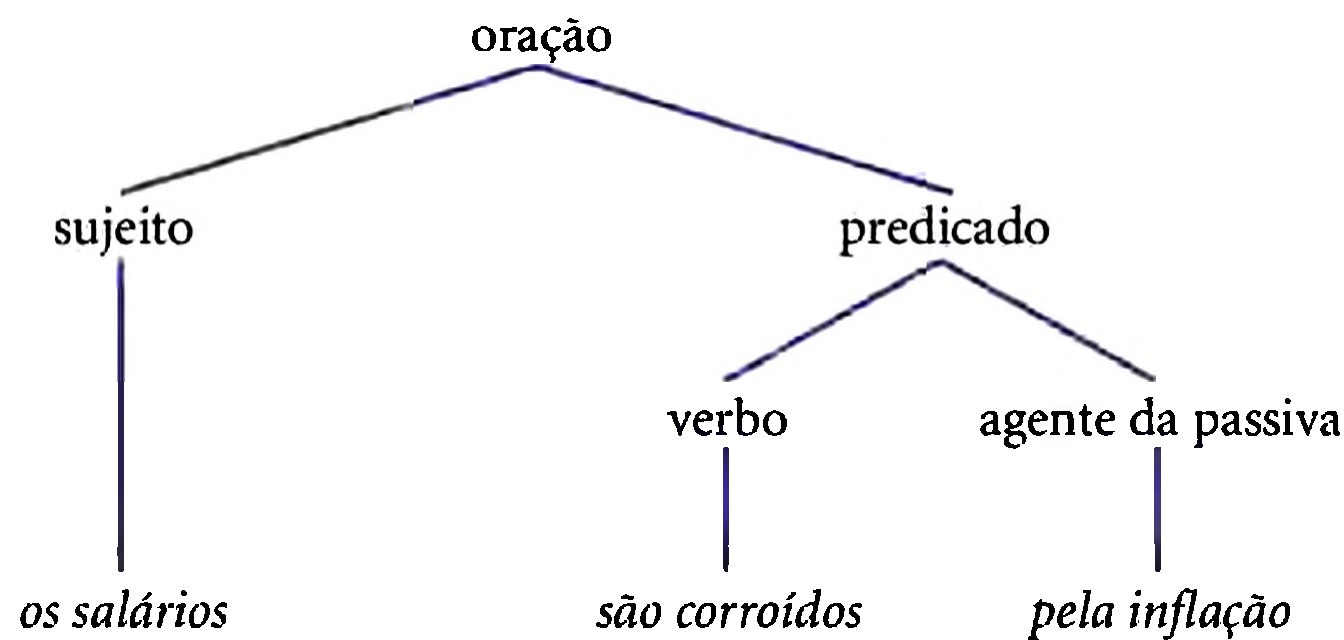 oração
sujeito predicado
verbo agente da passiva
os salários são corroídos pela inflação